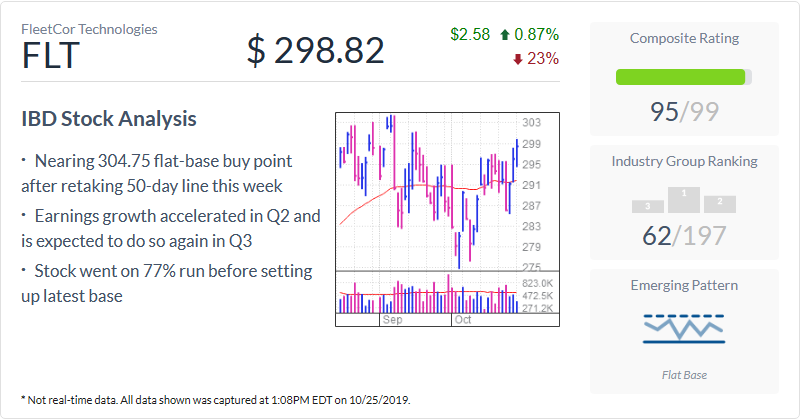 FleetCor Technologies
FLT
$ 298.82
$2.58 0.87%
23%
IBD Stock Analysis
· Nearing 304.75 flat-base buy point
after retaking 50-day line this week
· Earnings growth accelerated in Q2 and
is expected to do so again in Q3
· Stock went on 77% run before setting
up latest base
303
299
295
291
287
283
279
275
823.0K
472.5K
271.2K
Sep Oct
Composite Rating
95/99
Industry Group Ranking
3 1 2
62/197
Emerging Pattern
Flat Base
* Not real-time data. All data shown was captured at 1:08PM EDT on 10/25/2019.